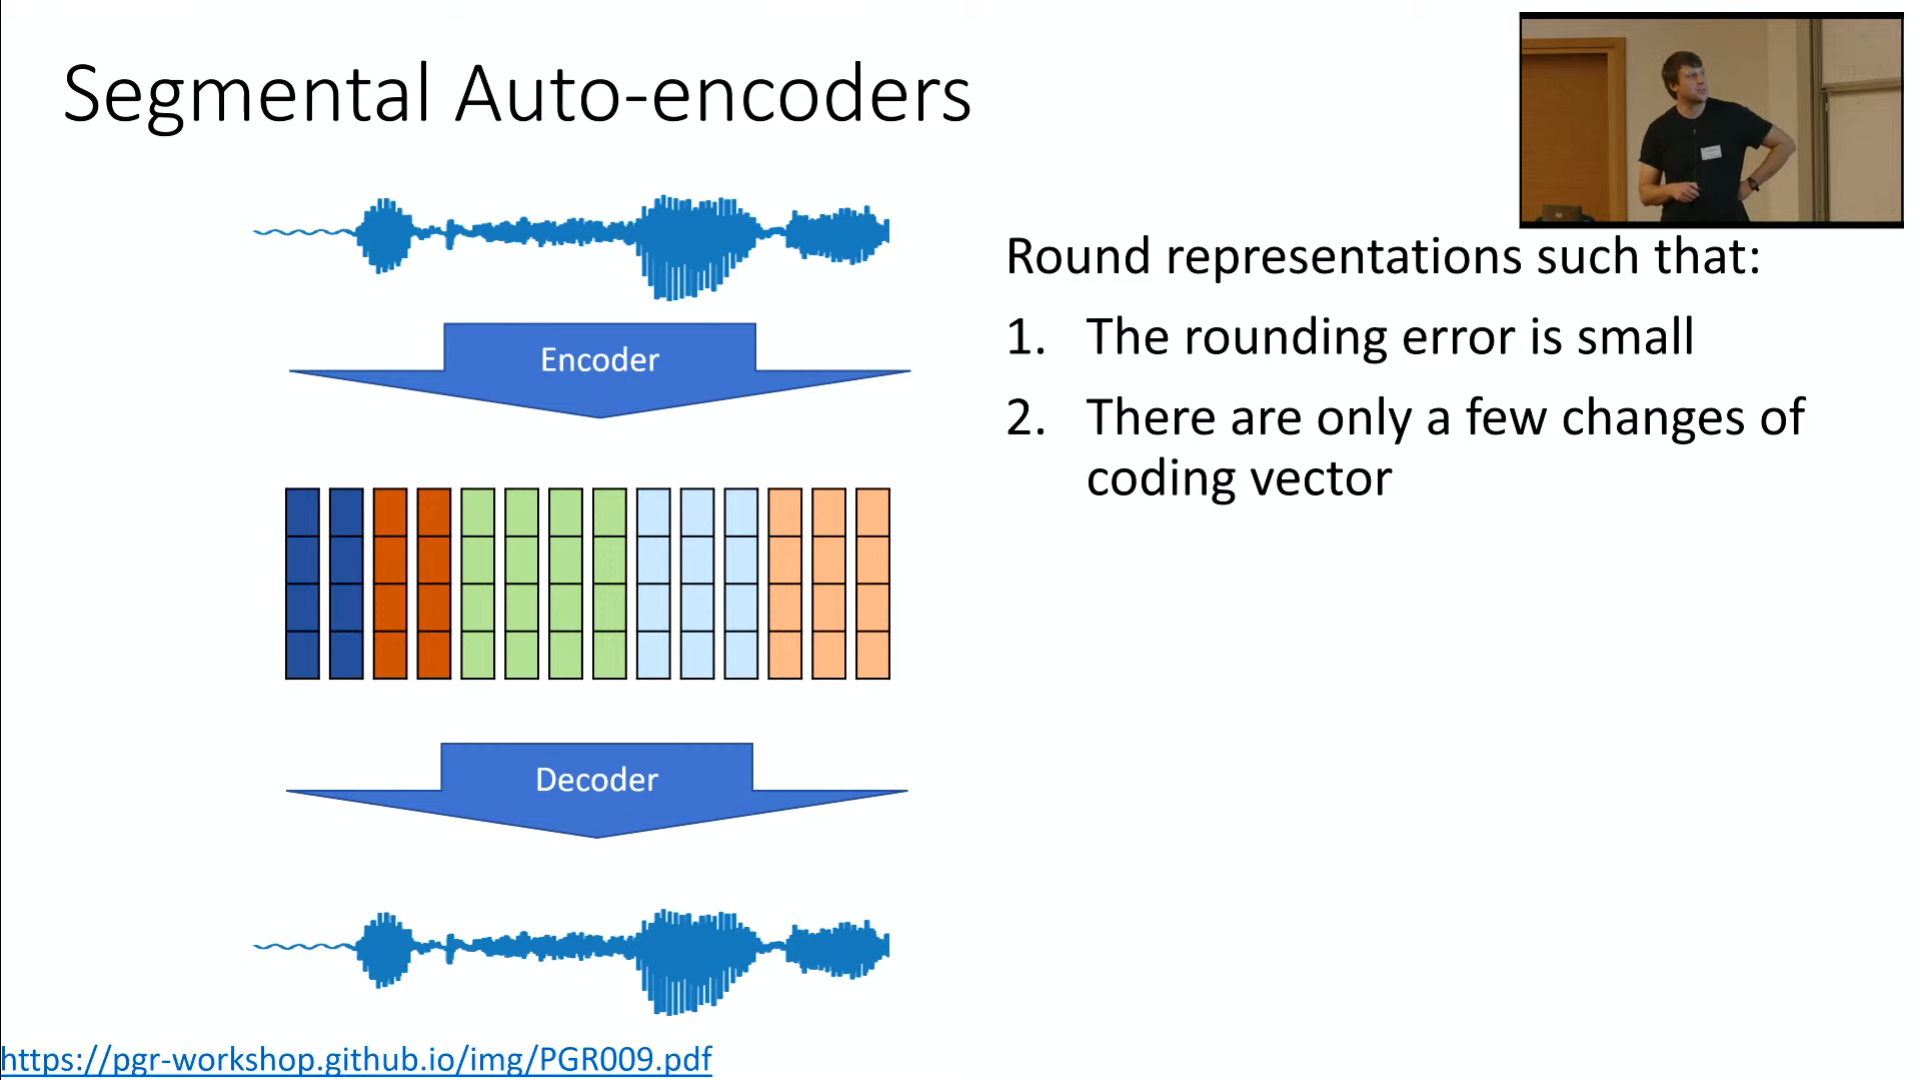 Segmental Auto-encoders
Round representations such that:
1. The rounding error is small
2. There are only a few changes of
coding vector
Encoder
Decoder
https://pgr-workshop.github.io/img/PGR009.pdf